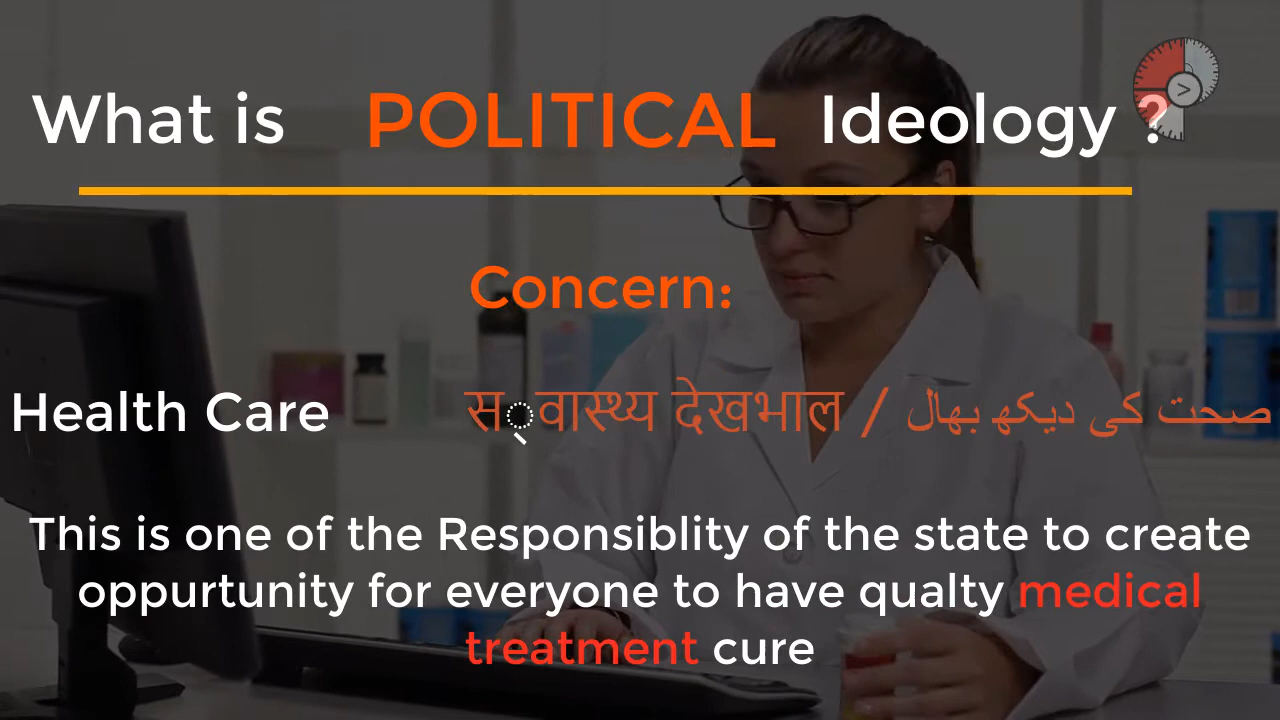 What is POLITICAL Ideology ?
Concern:
Health Care स्वास्थ्य देखभाल / صحت کی دیکھ بھال
This is one of the Responsiblity of the state to create
oppurtunity for everyone to have qualty medical
treatment cure